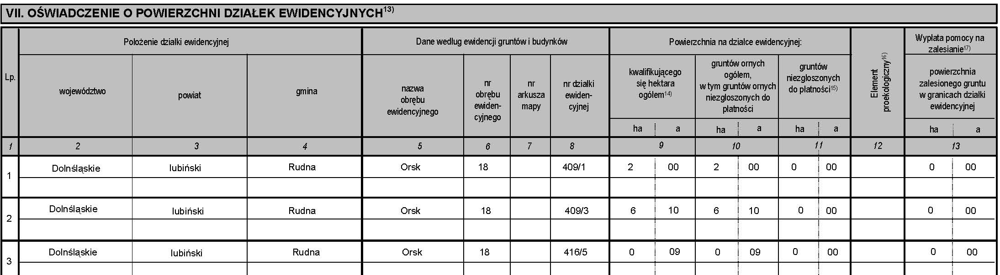 VII. OŚWIADCZENIE O POWIERZCHNI DZIAŁEK EWIDENCYJNYCH13)
Lp.
Położenie działki ewidencyjnej
Dane według ewidencji gruntów i budynków
Powierzchnia na działce ewidencyjnej:
Element proekologiczny16)
Wypłata pomocy na
zalesianie17)
województwo
powiat
gmina
nazwa
obrębu
ewidencyjnego
nr
obrębu
ewiden-
cyjnego
nr
arkusza
mapy
nr działki
ewiden-
cyjnej
kwalifikującego
się hektara
ogółem14)
gruntów ornych
ogółem,
w tym gruntów ornych
niezgłoszonych do
płatności
gruntów
niezgłoszonych
do płatności15)
powierzchnia
zalesionego gruntu
w granicach działki
ewidencyjnej
ha a ha a ha a ha a
1 2 3 4 5 6 7 8 9 10 11 12 13
1 Dolnśląskie lubiński Rudna Orsk 18 409/1 2 00 2 00 0 00 0 00
2 Dolnśląskie lubiński Rudna Orsk 18 409/3 6 10 6 10 0 00 0 00
3 Dolnśląskie lubiński Rudna Orsk 18 416/5 0 09 0 09 0 00 0 00